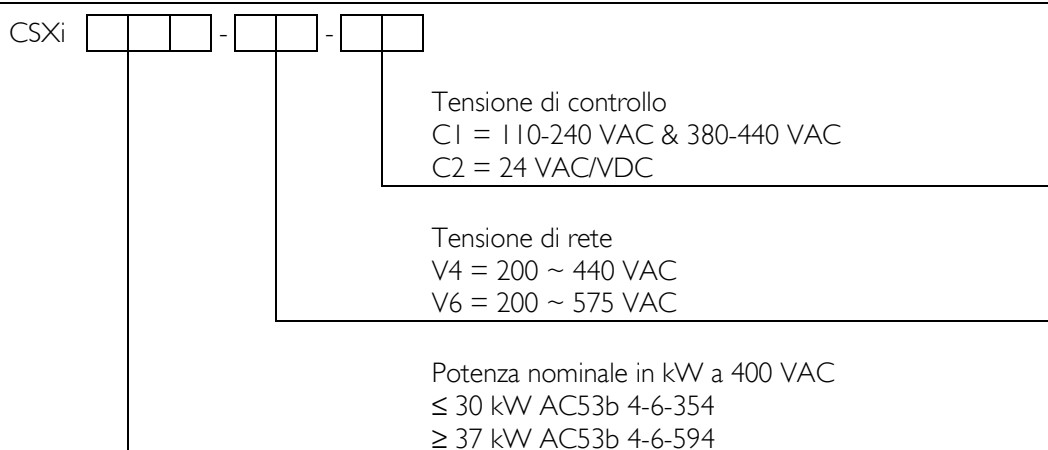 CSXi - -
Tensione di controllo
C1 = 110-240 VAC & 380-440 VAC
C2 = 24 VAC/VDC
Tensione di rete
V4 = 200 ~ 440 VAC
V6 = 200 ~ 575 VAC
Potenza nominale in kW a 400 VAC
≤ 30 kW AC53b 4-6-354
≥ 37 kW AC53b 4-6-594